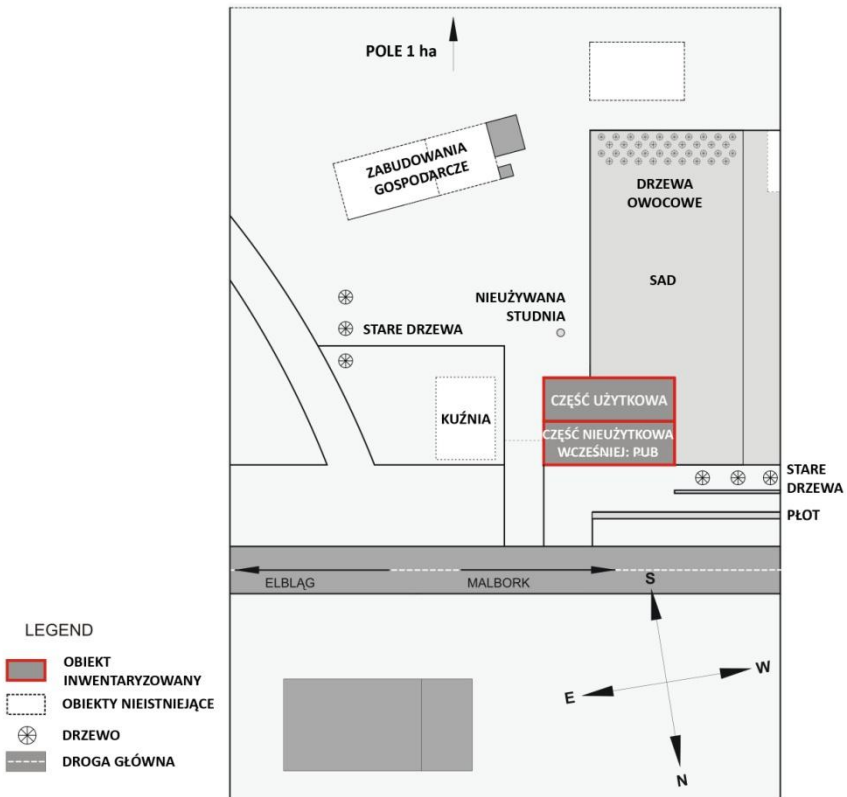 POLE 1 ha
ZABUDOWANIA
GOSPODARCZE
DRZEWA
OWOCOWE
SAD
NIEUŻYWANA
STUDNIA
STARE DRZEWA
KUŹNIA
CZĘŚĆ UŻYTKOWA
CZĘŚĆ NIEUŻYTKOWA
WCZEŚNIEJ: PUB
STARE
DRZEWA
PŁOT
ELBLĄG
MALBORK
S
W
E
N
LEGEND
OBIEKT
INWENTARYZOWANY
OBIEKTY NIEISTNIEJĄCE
DRZEWO
DROGA GŁÓWNA